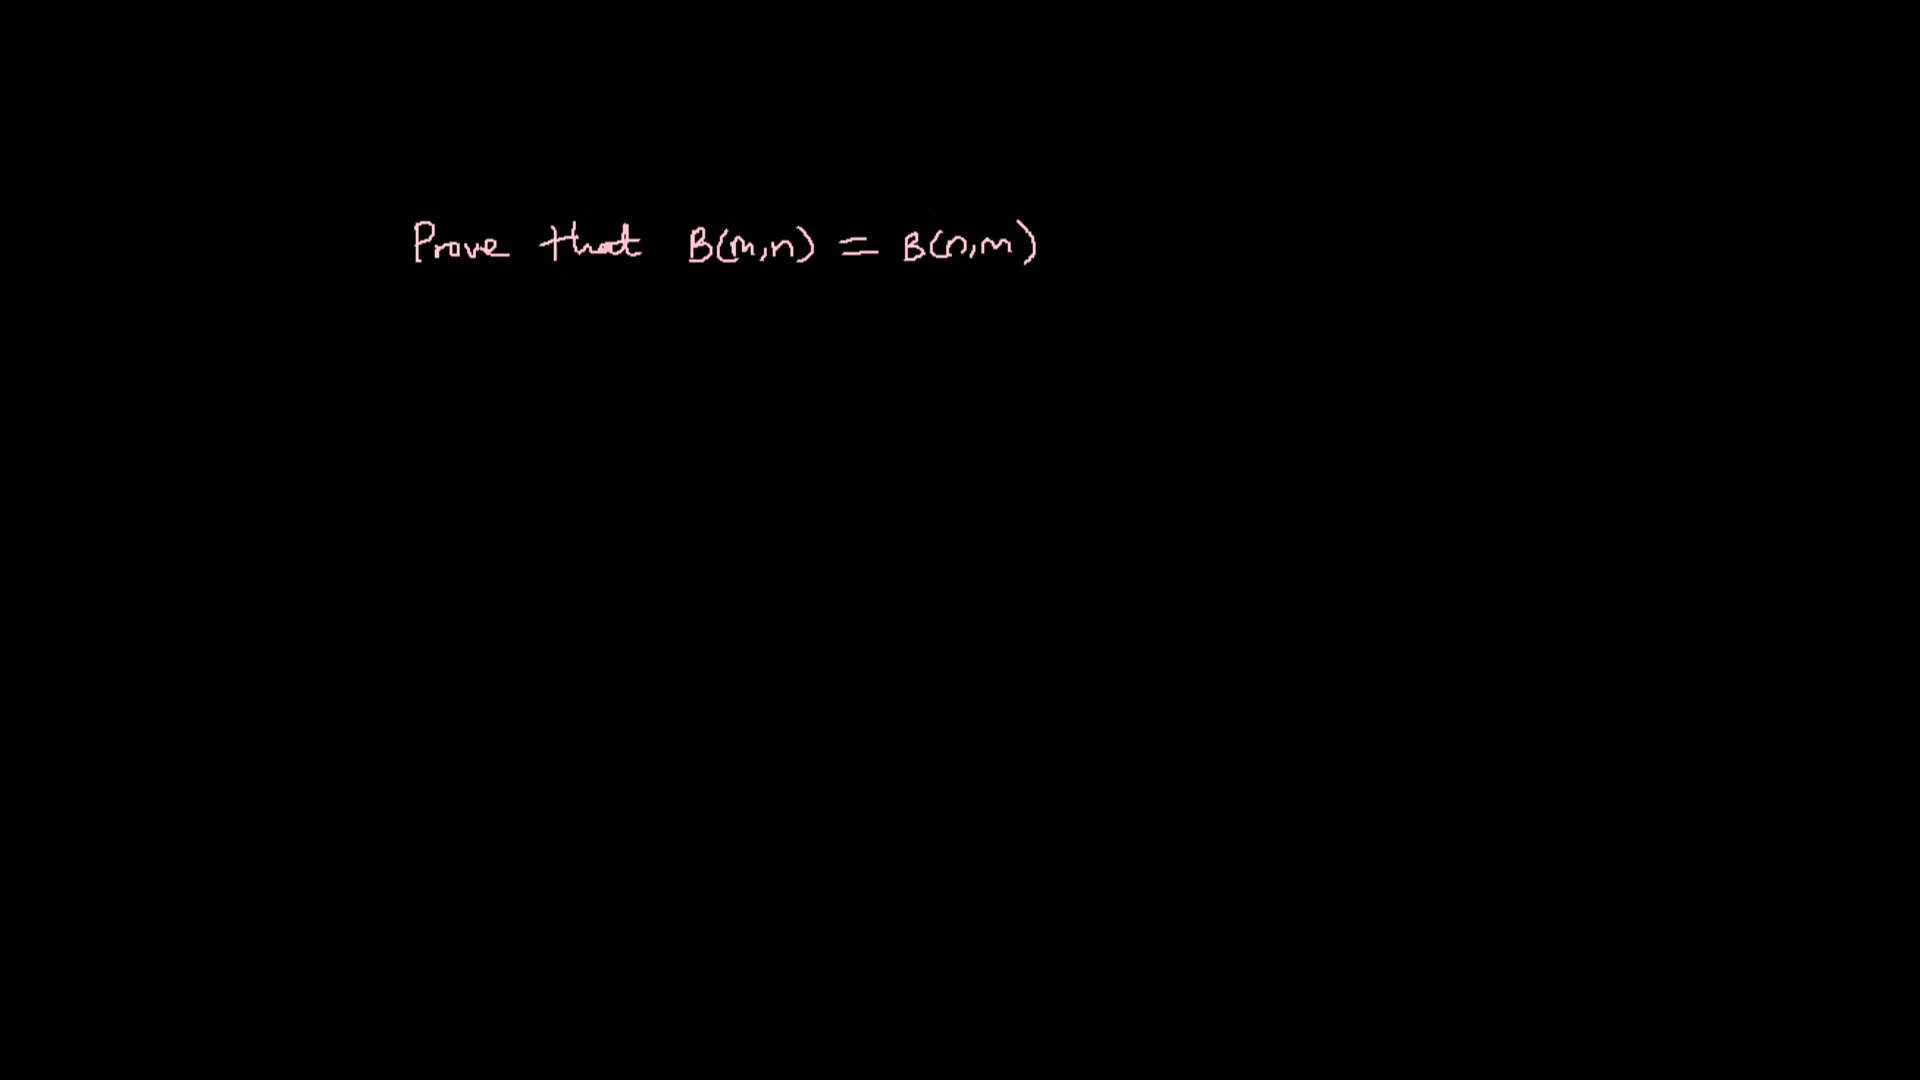 Prove that B(m,n) = B(n,m)